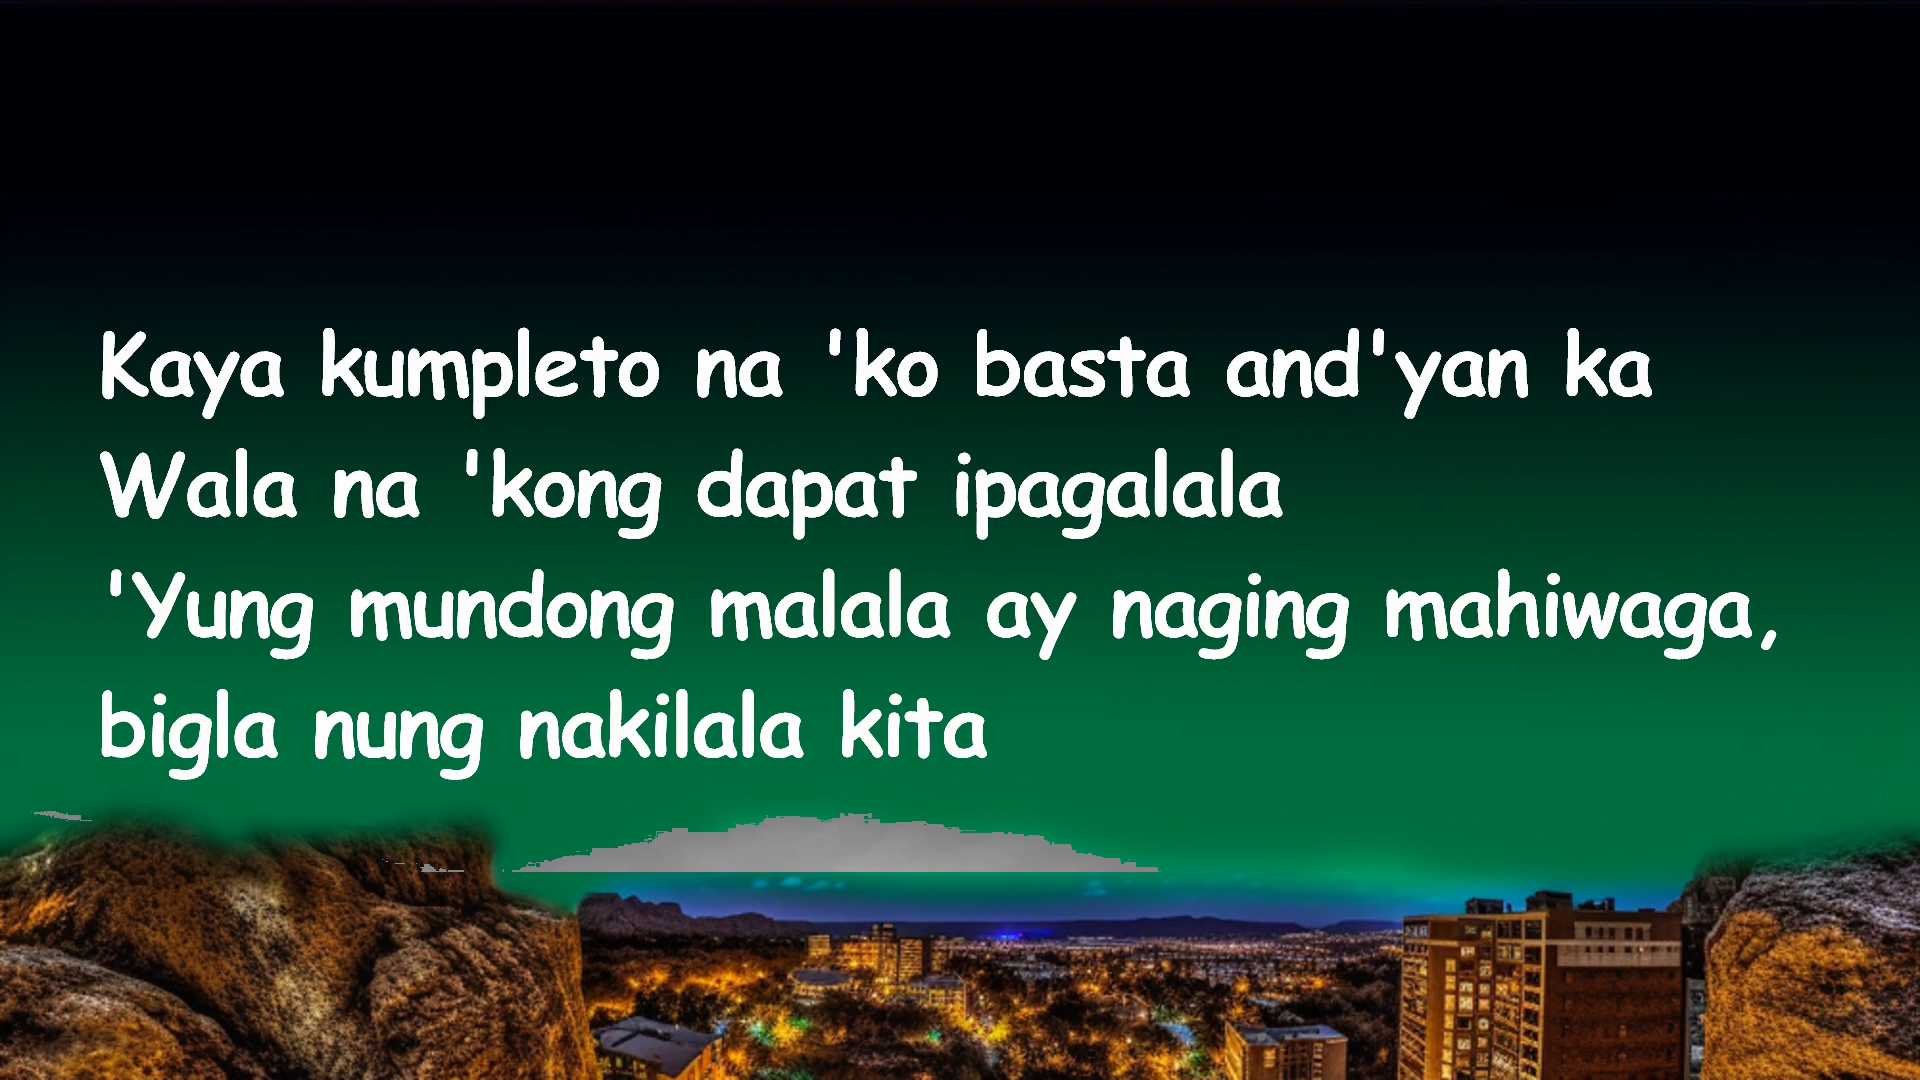 Kaya kumpleto na 'ko basta and'yan ka
Wala na 'kong dapat ipagalala
'Yung mundong malala ay naging mahiwaga,
bigla nung nakilala kita